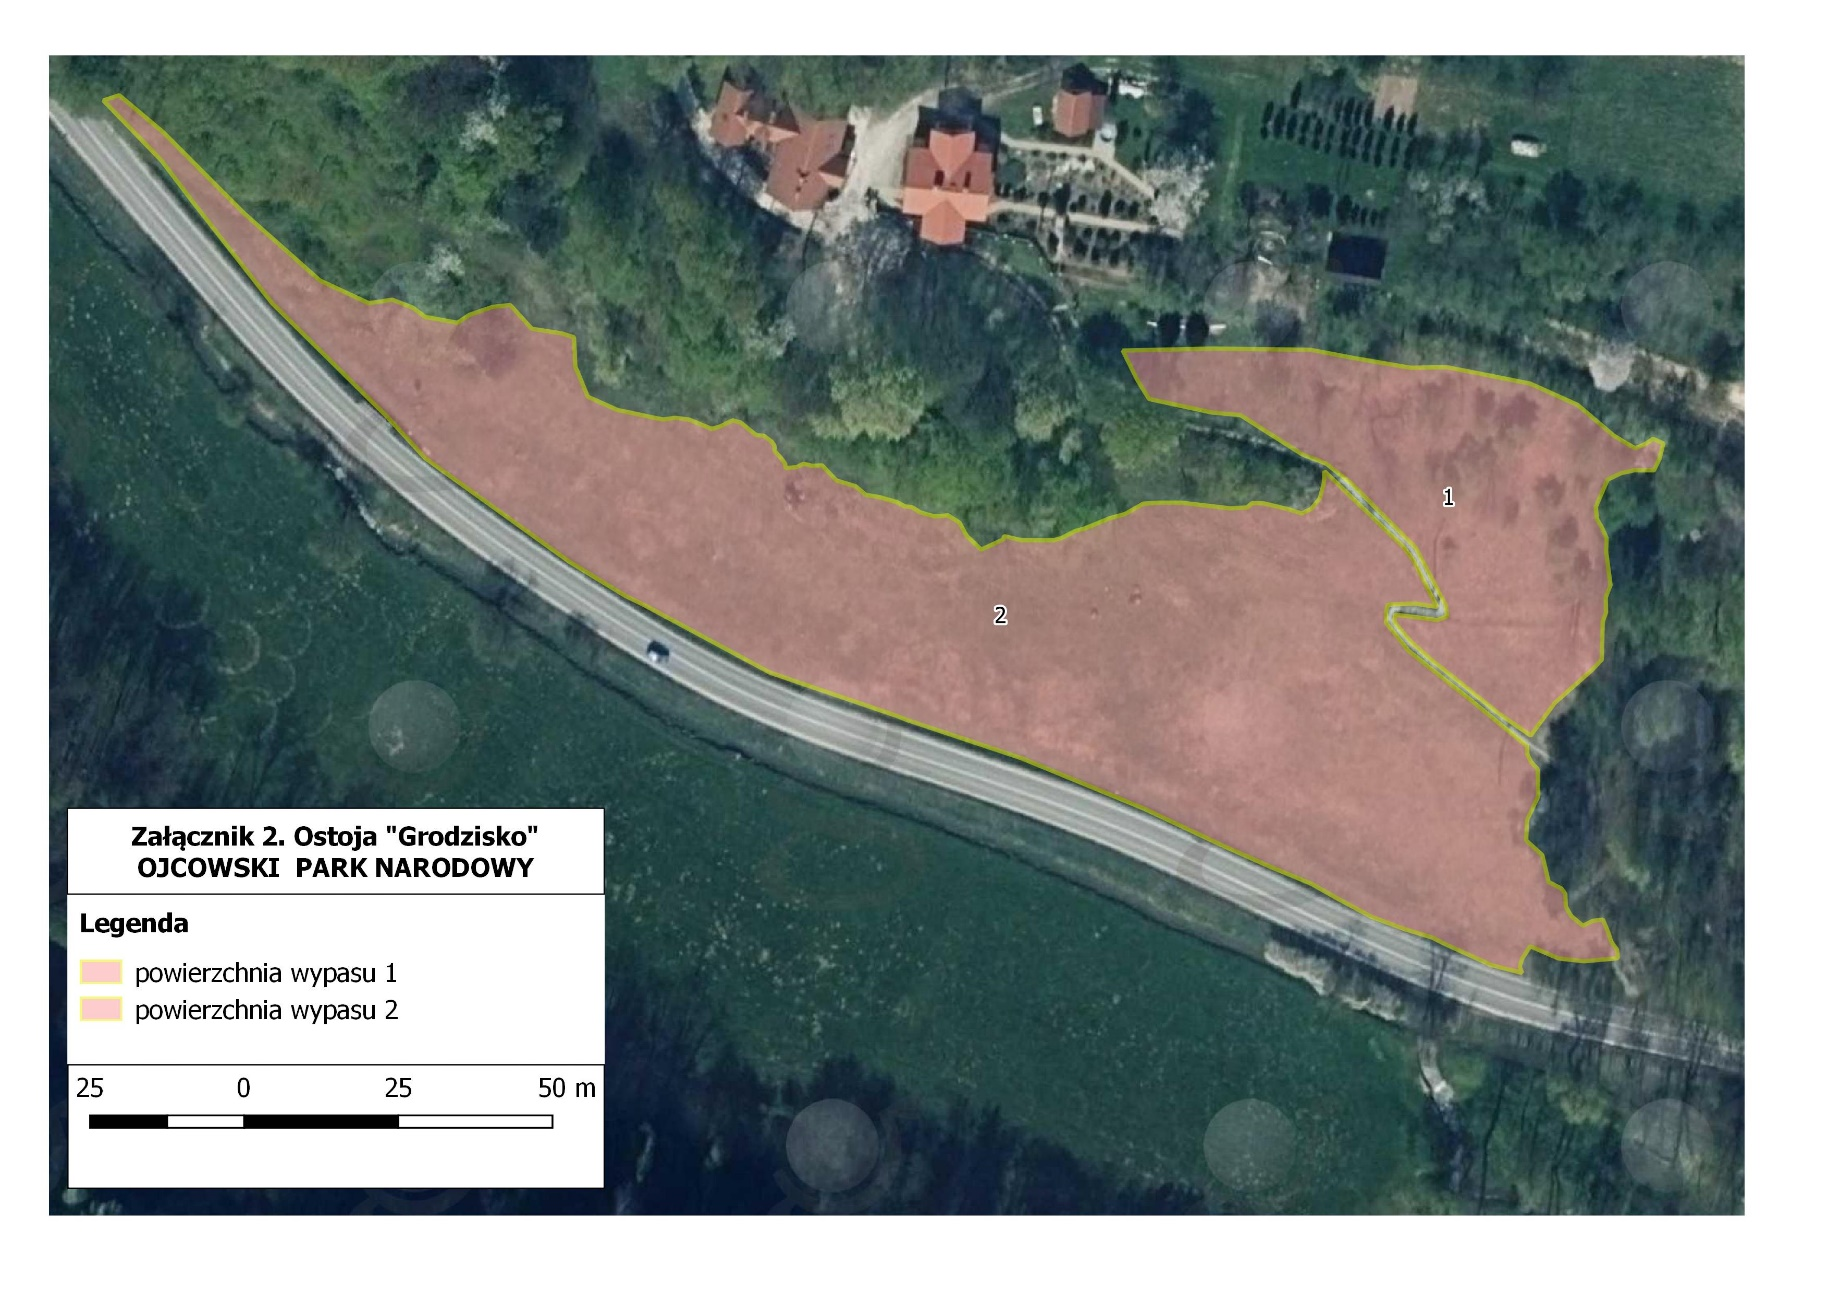 1
2
Załącznik 2. Ostoja "Grodzisko"
OJCOWSKI PARK NARODOWY
Legenda
powierzchnia wypasu 1
powierzchnia wypasu 2
25 0 25 50 m